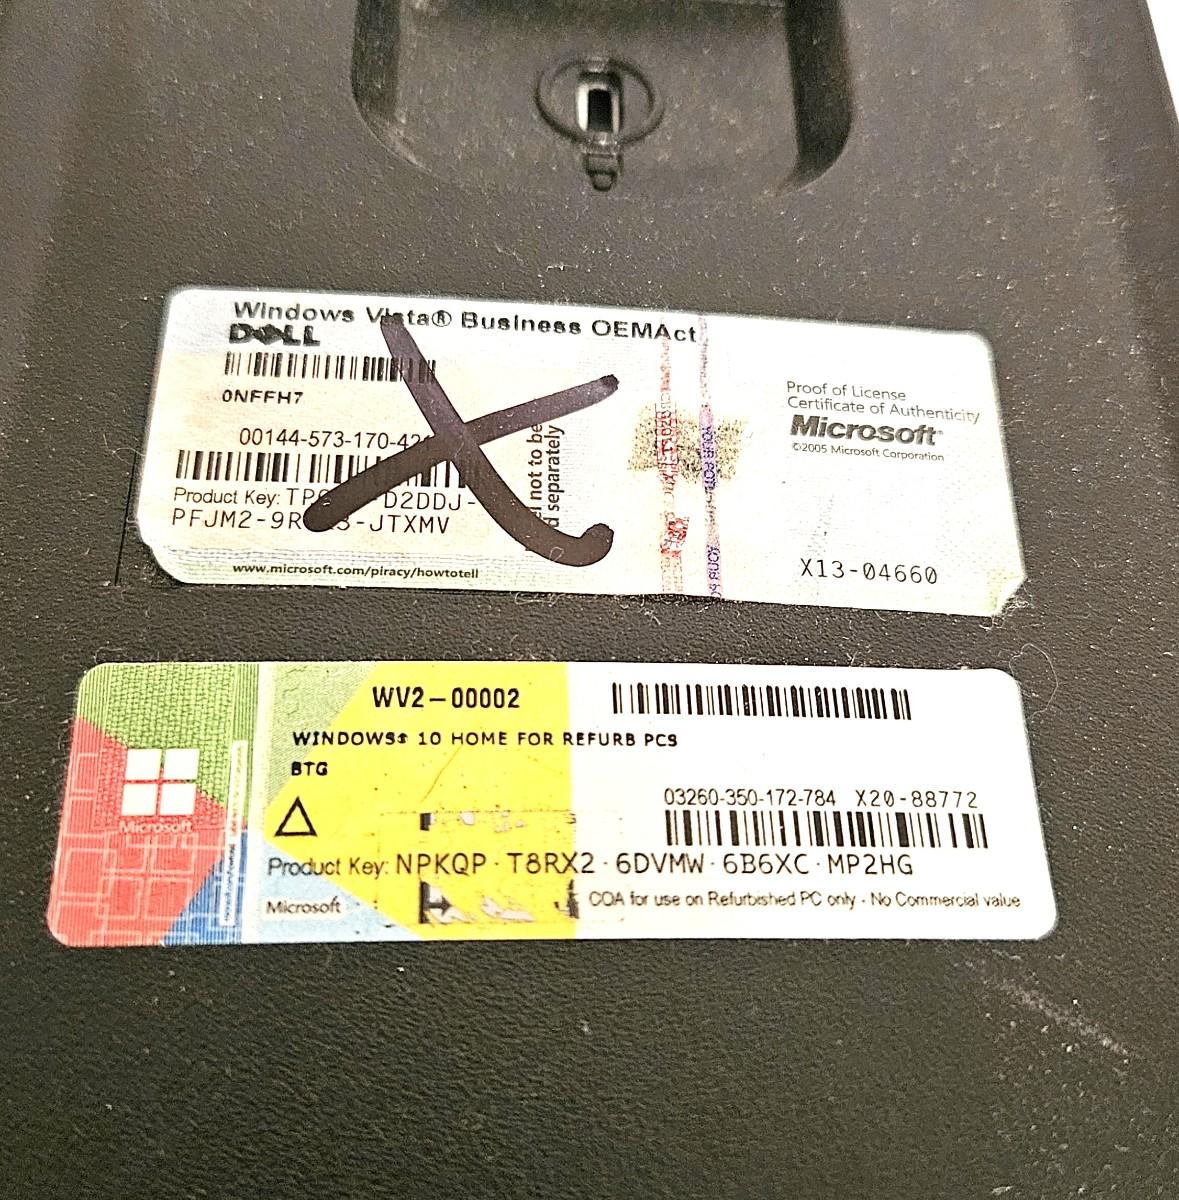 Windows Vista® Business OEMAct
DELL
0NFFH7
00144-573-170-42
Product Key: D2DDJ-
PFJM2- -JTXMV
not to be
separately
www.microsoft.com/piracy/howtotell
Proof of License
Certificate of Authenticity
Microsoft
©2005 Microsoft Corporation
X13-04660
WV2-00002
WINDOWS® 10 HOME FOR REFURB PCS
BTG
Microsoft
03260-350-172-784 X20-88772
Product Key: NPKQP · T8RX2 · 6DVMW · 6B6XC · MP2HG
Microsoft
COA for use on Refurbished PC only - No Commercial value